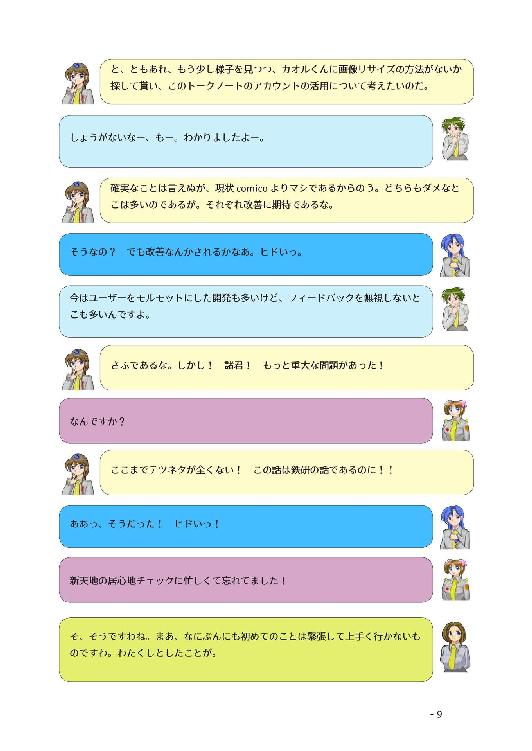 と、ともあれ、もう少し様子を見つつ、カオルくんに画像リサイズの方法がないか
探して貰い、このトークノートのアカウントの活用について考えたいのだ。
しょうがないなー、もー。わかりましたよー。
確実なことは言えぬが、現状 comico よりマシであるからのう。どちらもダメなと
こは多いのであるが。それぞれ改善に期待であるな。
そうなの？　でも改善なんかされるかなあ。ヒドいっ。
今はユーザーをモルモットにした開発も多いけど、フィードバックを無視しないと
こも多いんですよ。
さふであるな。しかし！　諸君！　もっと重大な問題があった！
なんですか？
ここまでテツネタが全くない！　この話は鉄研の話であるのに！！
ああっ、そうだった！　ヒドいっ！
新天地の居心地チェックに忙しくて忘れてました！
そ、そうですわね。まあ、なにぶんにも初めてのことは緊張して上手く行かないも
のですわ。わたくしとしたことが。
- 9